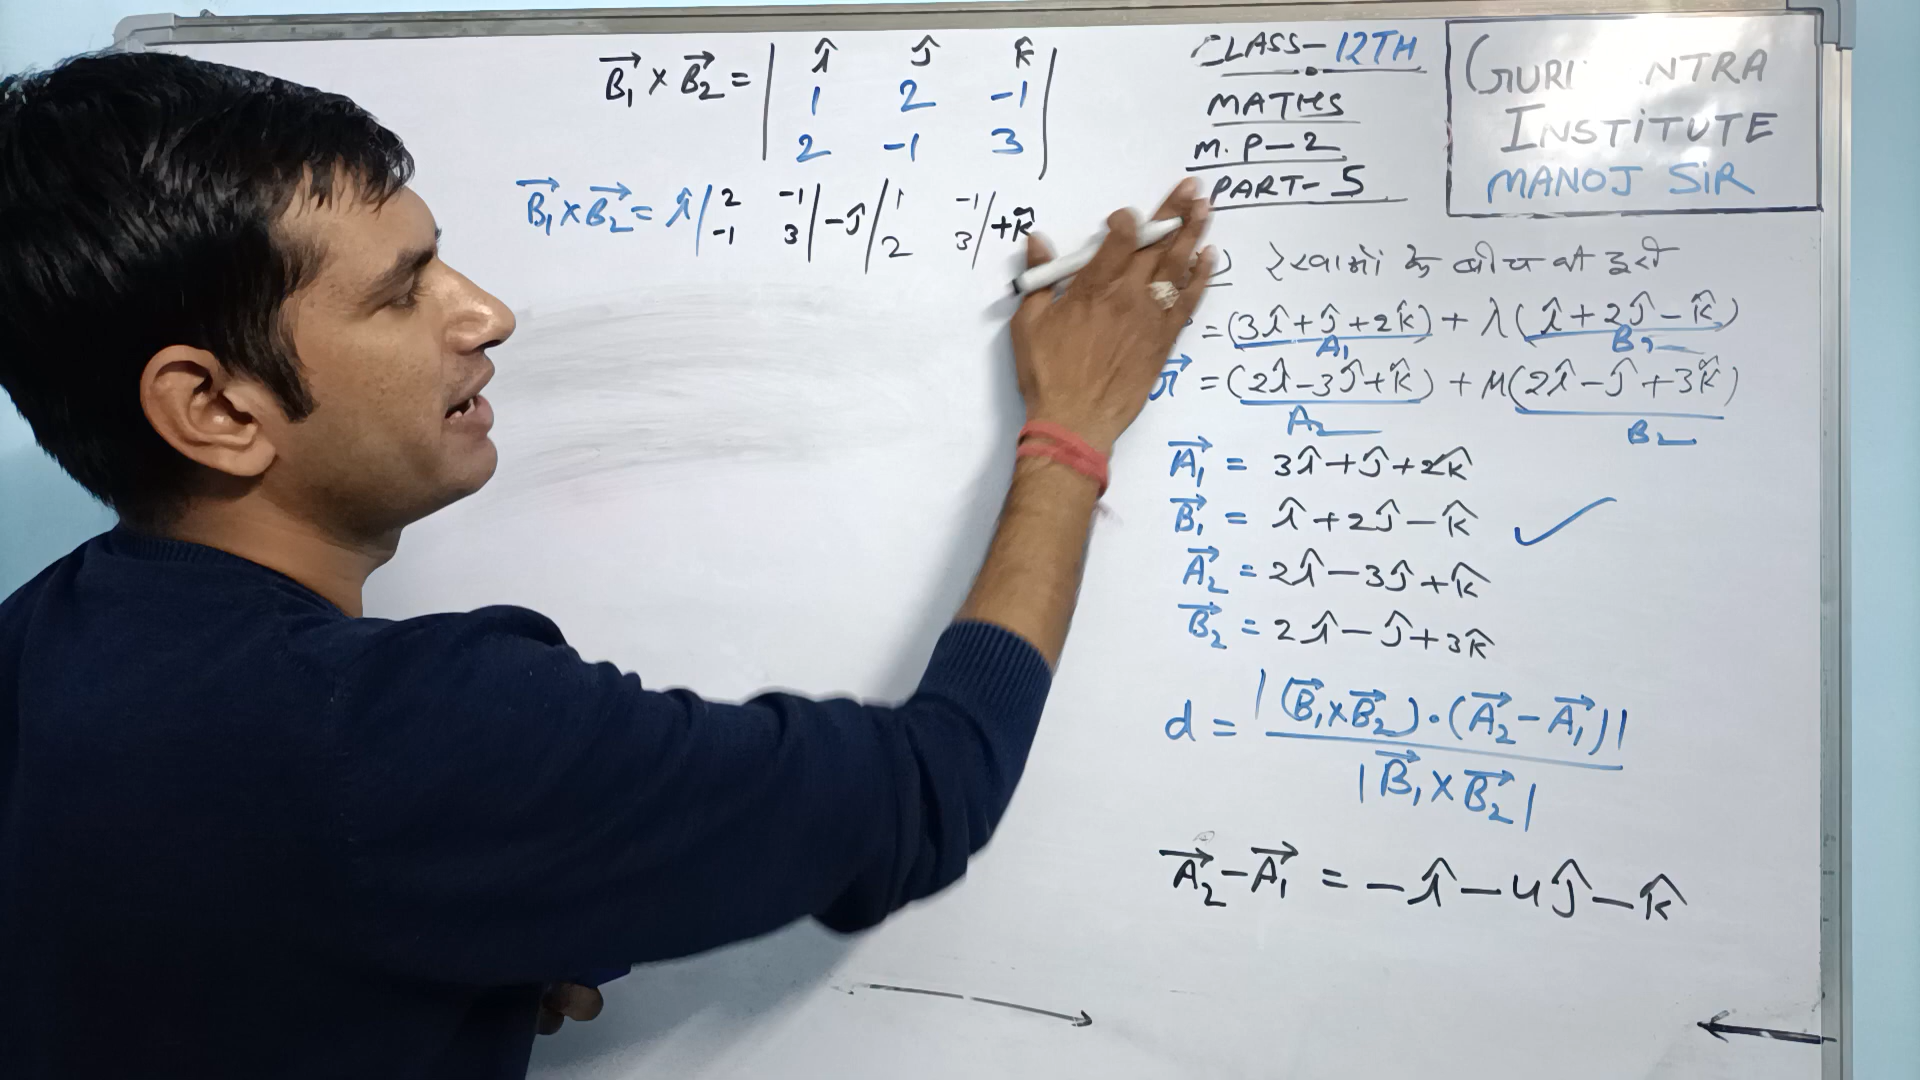 B₁ × B₂ = | î ĵ k̂ |
1 2 -1
2 -1 3
B₁ × B₂ = î | 2 -1 | - ĵ | 1 -1 | + k̂
-1 3 2 3
CLASS- 12TH
MATHS
M.P-2
PART- 5
INSTITUTE
MANOJ SIR
रेखाओं के बीच की दूरी
= (3î + ĵ + 2k̂) + λ(î + 2ĵ - k̂)
A₁
r = (2î - 3ĵ + k̂) + μ(2î - ĵ + 3k̂)
A₂ B₂
A₁ = 3î + ĵ + 2k̂
B₁ = î + 2ĵ - k̂ ✓
A₂ = 2î - 3ĵ + k̂
B₂ = 2î - ĵ + 3k̂
d = |(B₁ × B₂) · (A₂ - A₁)|
|B₁ × B₂|
A₂ - A₁ = -î - 4ĵ - k̂